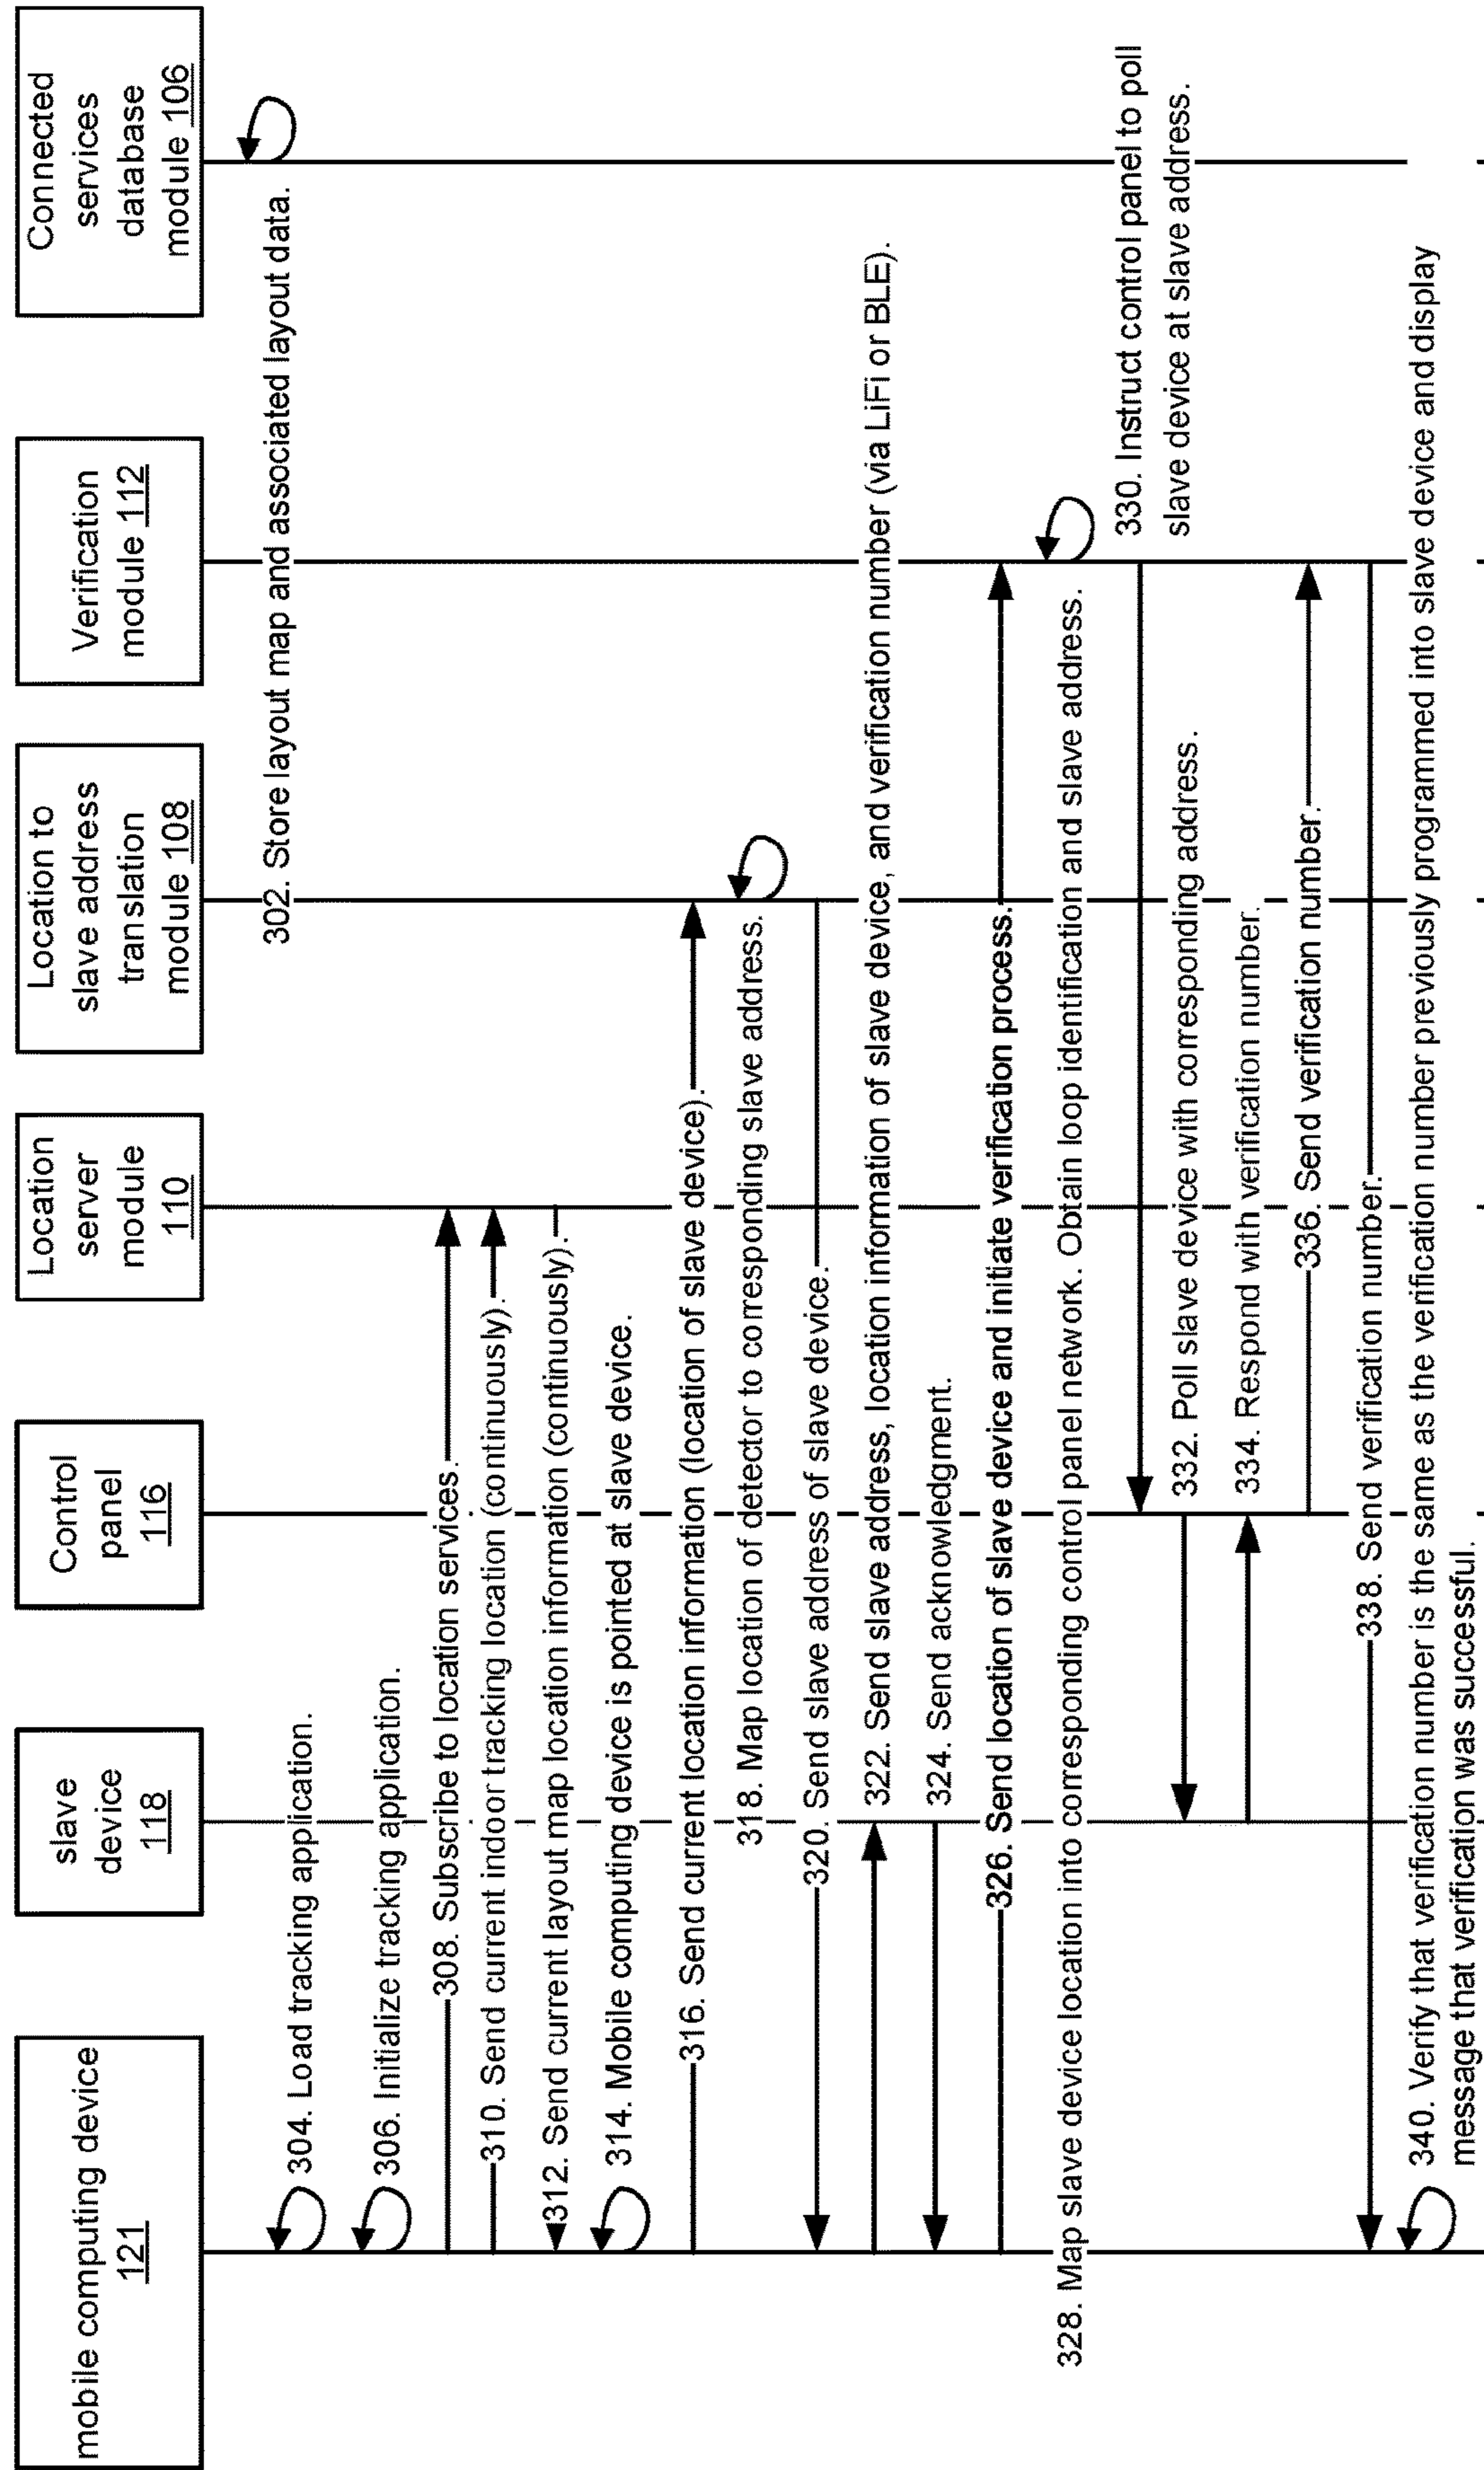 mobile computing device
121
slave
device
118
Control
panel
116
Location
server
module
110
Location to
slave address
translation
module 108
Verification
module 112
Connected
services
database
module 106
302. Store layout map and associated layout data.
304. Load tracking application.
306. Initialize tracking application.
308. Subscribe to location services.
310. Send current indoor tracking location (continuously).
312. Send current layout map location information (continuously).
314. Mobile computing device is pointed at slave device.
316. Send current location information (location of slave device).
318. Map location of detector to corresponding slave address.
320. Send slave address of slave device.
322. Send slave address, location information of slave device, and verification number (via LiFi or BLE).
324. Send acknowledgment.
326. Send location of slave device and initiate verification process.
328. Map slave device location into corresponding control panel network. Obtain loop identification and slave address.
330. Instruct control panel to poll
slave device at slave address.
332. Poll slave device with corresponding address.
334. Respond with verification number.
336. Send verification number.
338. Send verification number.
340. Verify that verification number is the same as the verification number previously programmed into slave device and display
message that verification was successful.